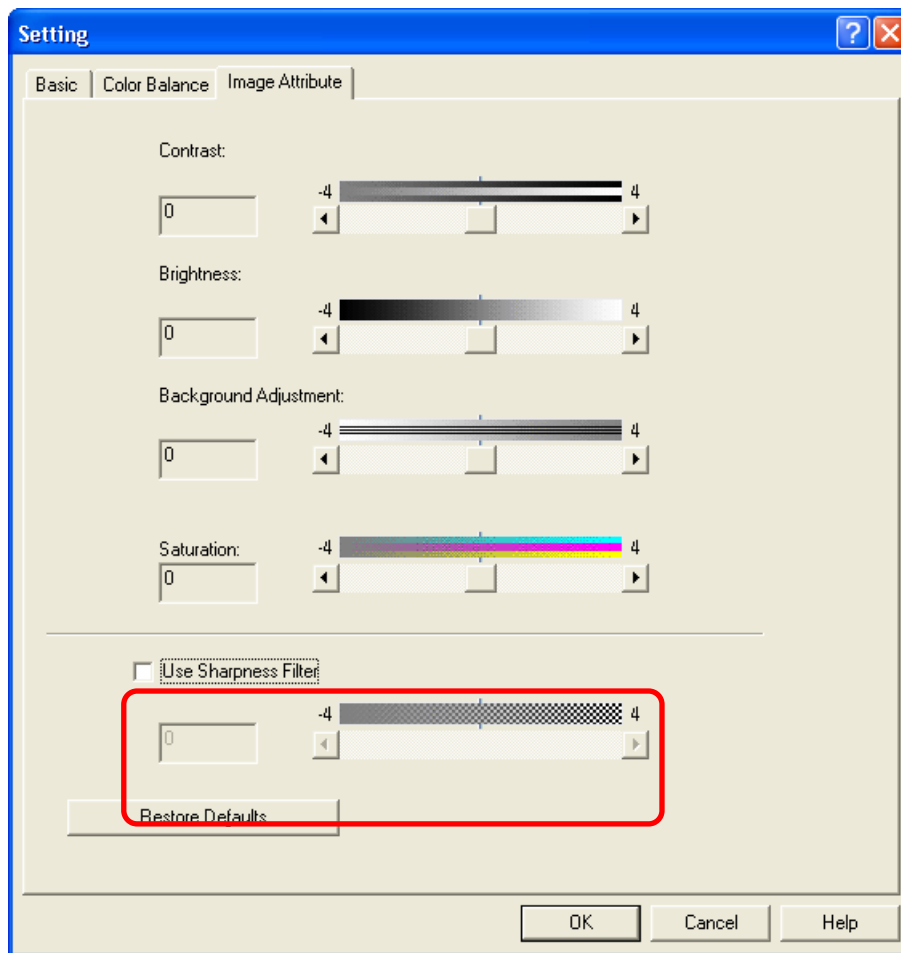 Setting
Basic Color Balance Image Attribute
Contrast:
-4 4
0
Brightness:
-4 4
0
Background Adjustment:
-4 4
0
Saturation:
-4 4
0
Use Sharpness Filter
-4 4
0
Restore Defaults
OK Cancel Help